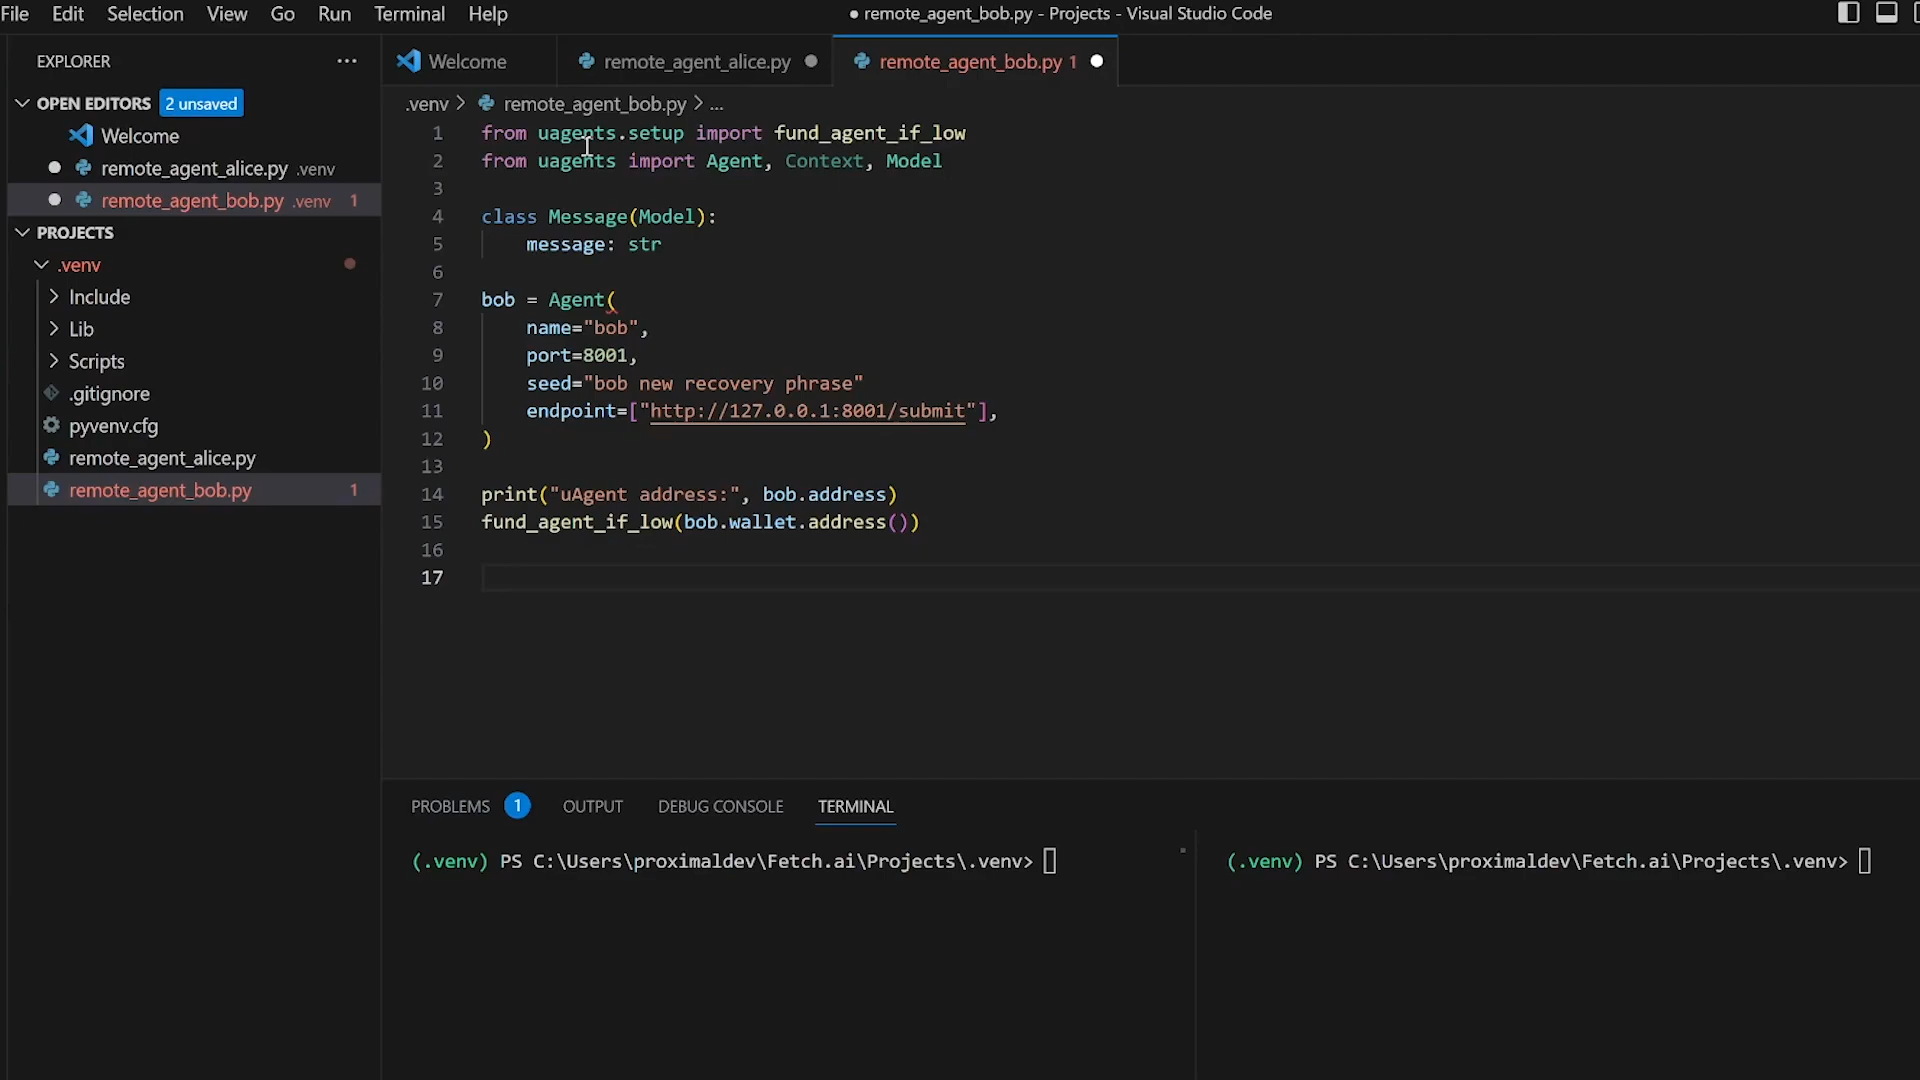 File Edit Selection View Go Run Terminal Help
● remote_agent_bob.py - Projects - Visual Studio Code
EXPLORER
OPEN EDITORS 2 unsaved
Welcome
remote_agent_alice.py .venv
remote_agent_bob.py .venv 1
PROJECTS
.venv
Include
Lib
Scripts
.gitignore
pyvenv.cfg
remote_agent_alice.py
remote_agent_bob.py 1
Welcome remote_agent_alice.py remote_agent_bob.py 1
.venv > remote_agent_bob.py > ...
1 from uagents.setup import fund_agent_if_low
2 from uagents import Agent, Context, Model
3
4 class Message(Model):
5 message: str
6
7 bob = Agent(
8 name="bob",
9 port=8001,
10 seed="bob new recovery phrase"
11 endpoint=["http://127.0.0.1:8001/submit"],
12 )
13
14 print("uAgent address:", bob.address)
15 fund_agent_if_low(bob.wallet.address())
16
17
PROBLEMS 1 OUTPUT DEBUG CONSOLE TERMINAL
(.venv) PS C:\Users\proximaldev\Fetch.ai\Projects\.venv>
(.venv) PS C:\Users\proximaldev\Fetch.ai\Projects\.venv>